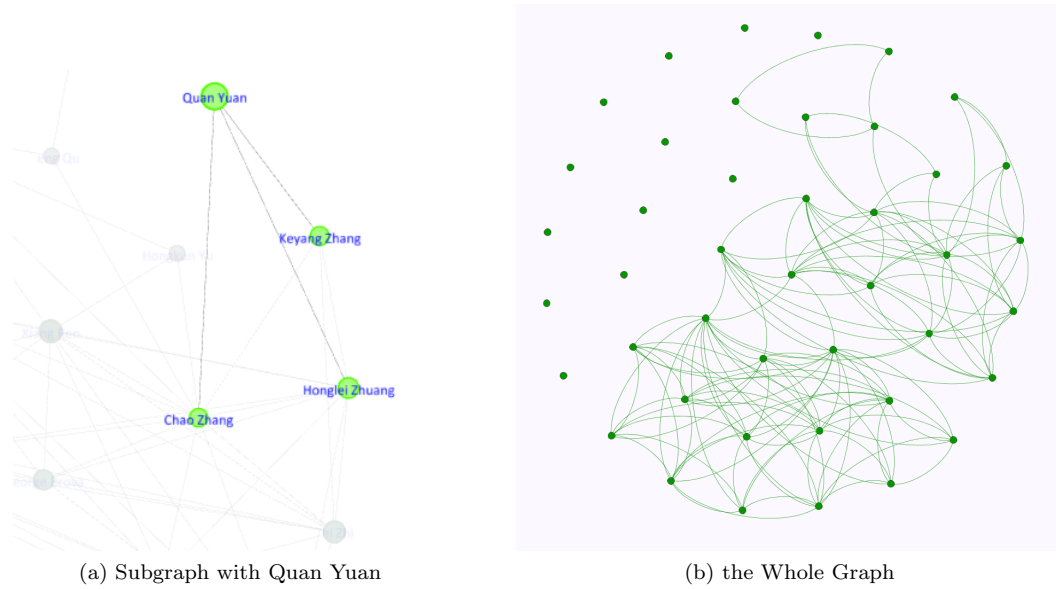 Quan Yuan
Keyang Zhang
Honglei Zhuang
Chao Zhang
(a) Subgraph with Quan Yuan
(b) the Whole Graph